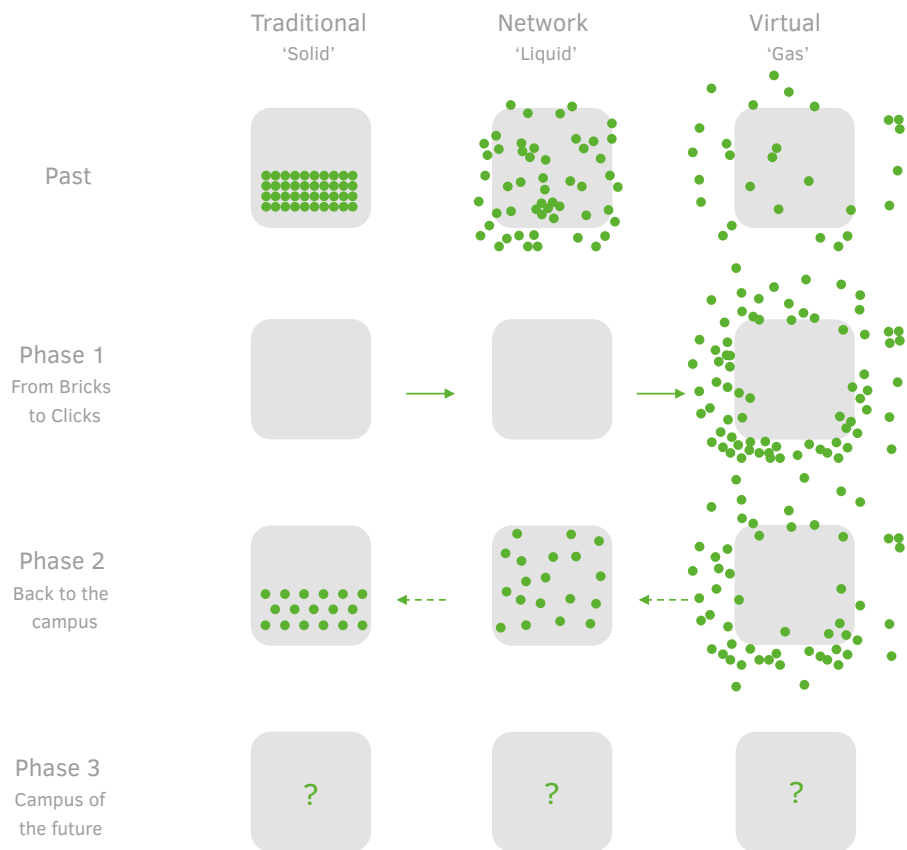 Traditional
‘Solid’
Network
‘Liquid’
Virtual
‘Gas’
Past
Phase 1
From Bricks
to Clicks
Phase 2
Back to the
campus
Phase 3
Campus of
the future
?
?
?